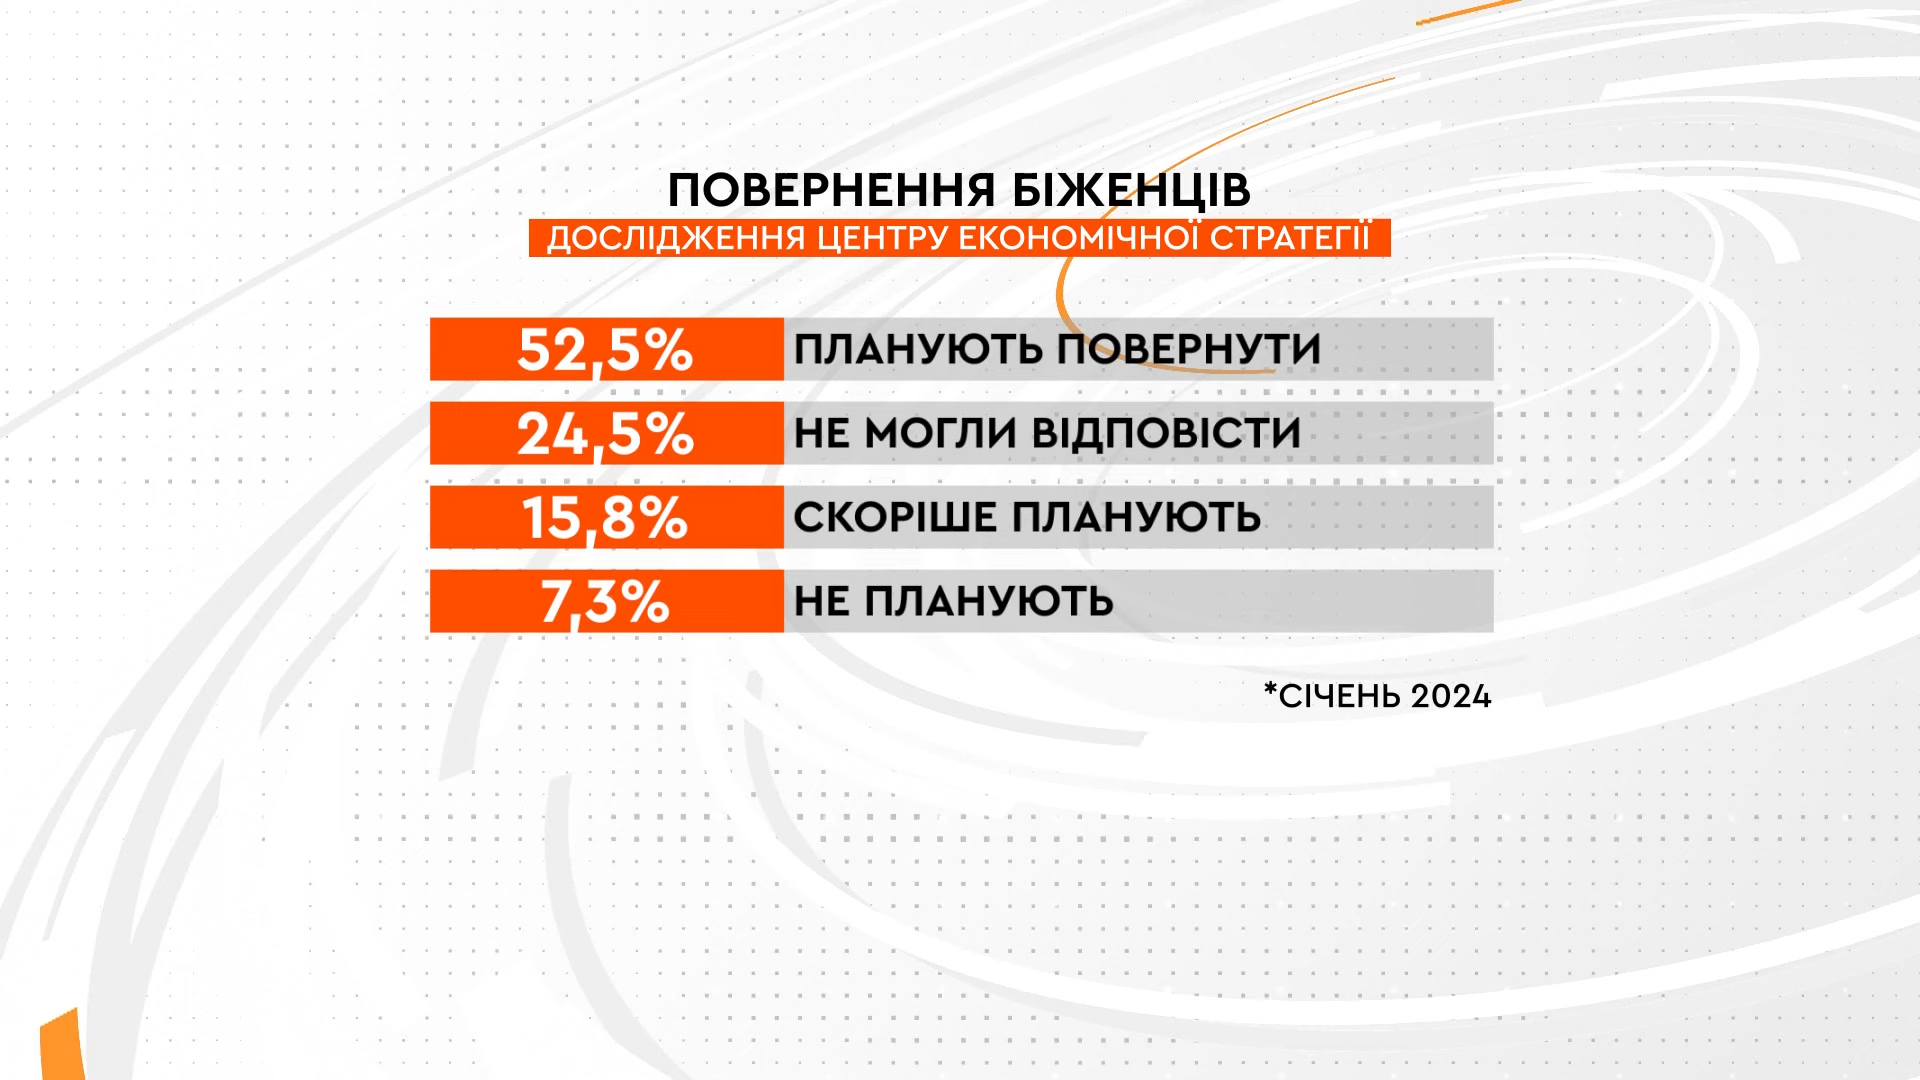 ПОВЕРНЕННЯ БІЖЕНЦІВ
ДОСЛІДЖЕННЯ ЦЕНТРУ ЕКОНОМІЧНОЇ СТРАТЕГІЇ
52,5% ПЛАНУЮТЬ ПОВЕРНУТИ
24,5% НЕ МОГЛИ ВІДПОВІСТИ
15,8% СКОРІШЕ ПЛАНУЮТЬ
7,3% НЕ ПЛАНУЮТЬ
*СІЧЕНЬ 2024